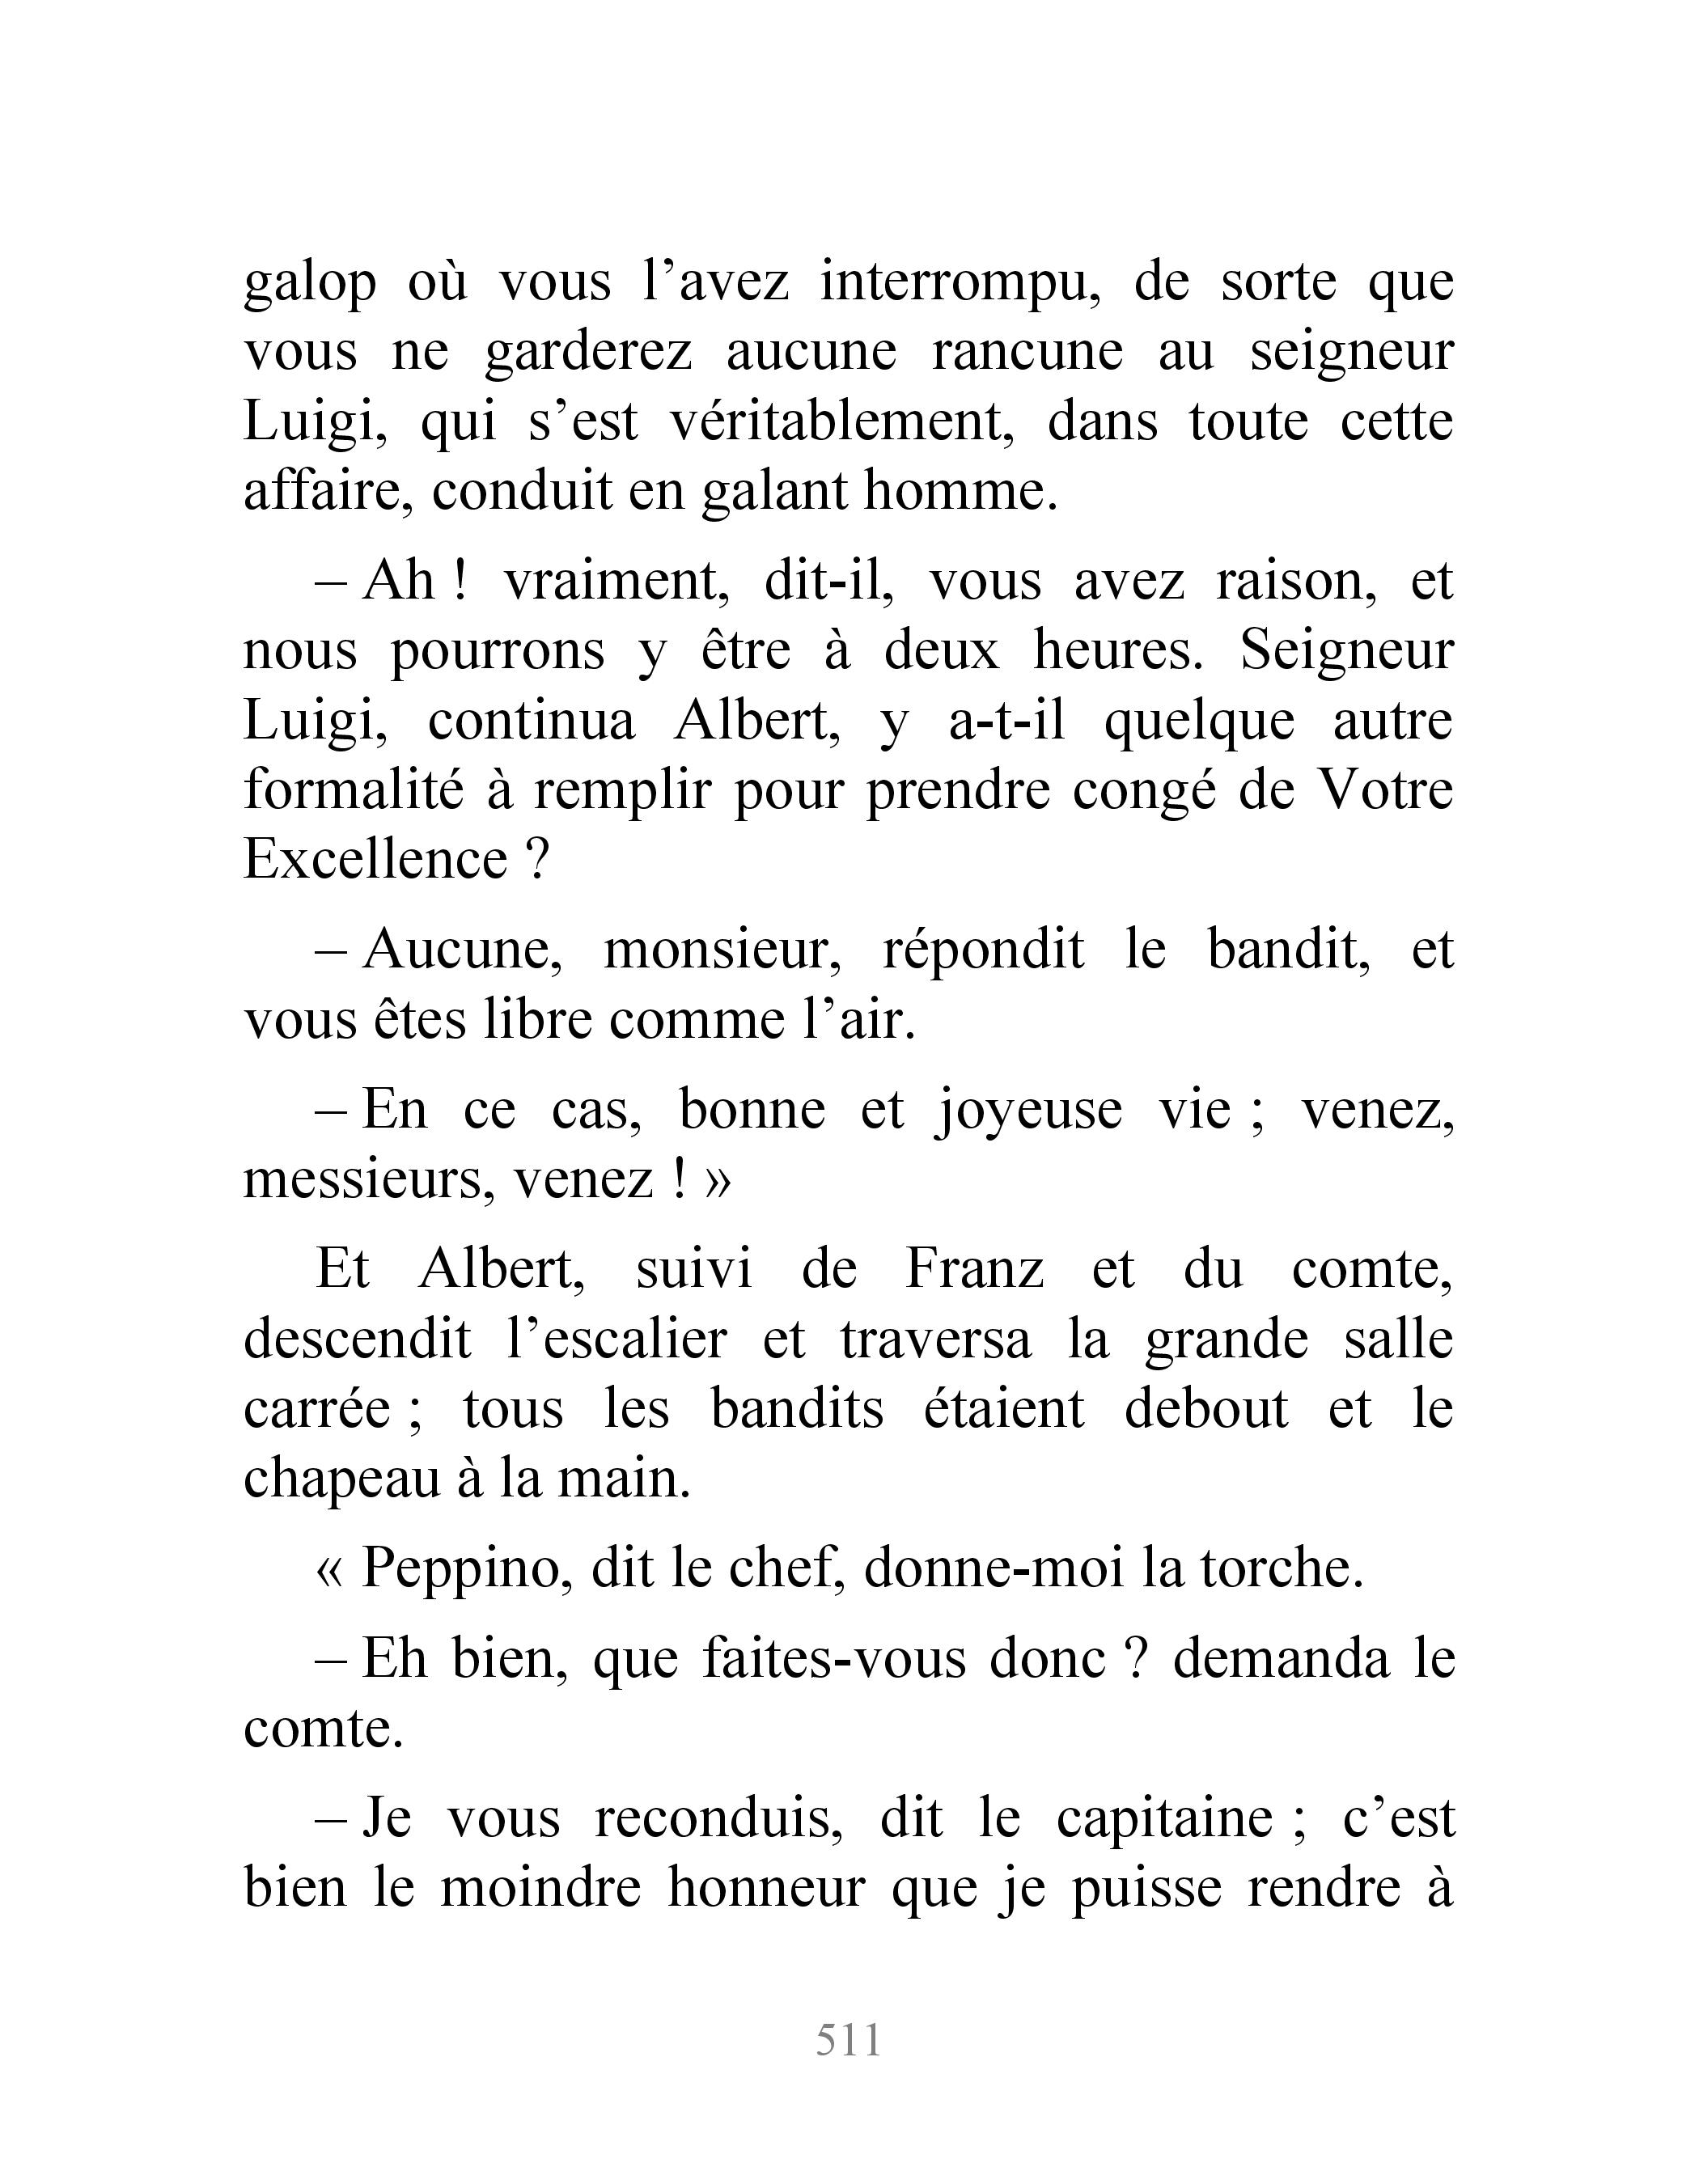 galop où vous l’avez interrompu, de sorte que
vous ne garderez aucune rancune au seigneur
Luigi, qui s’est véritablement, dans toute cette
affaire, conduit en galant homme.
– Ah ! vraiment, dit-il, vous avez raison, et
nous pourrons y être à deux heures. Seigneur
Luigi, continua Albert, y a-t-il quelque autre
formalité à remplir pour prendre congé de Votre
Excellence ?
– Aucune, monsieur, répondit le bandit, et
vous êtes libre comme l’air.
– En ce cas, bonne et joyeuse vie ; venez,
messieurs, venez ! »
Et Albert, suivi de Franz et du comte,
descendit l’escalier et traversa la grande salle
carrée ; tous les bandits étaient debout et le
chapeau à la main.
« Peppino, dit le chef, donne-moi la torche.
– Eh bien, que faites-vous donc ? demanda le
comte.
– Je vous reconduis, dit le capitaine ; c’est
bien le moindre honneur que je puisse rendre à
511